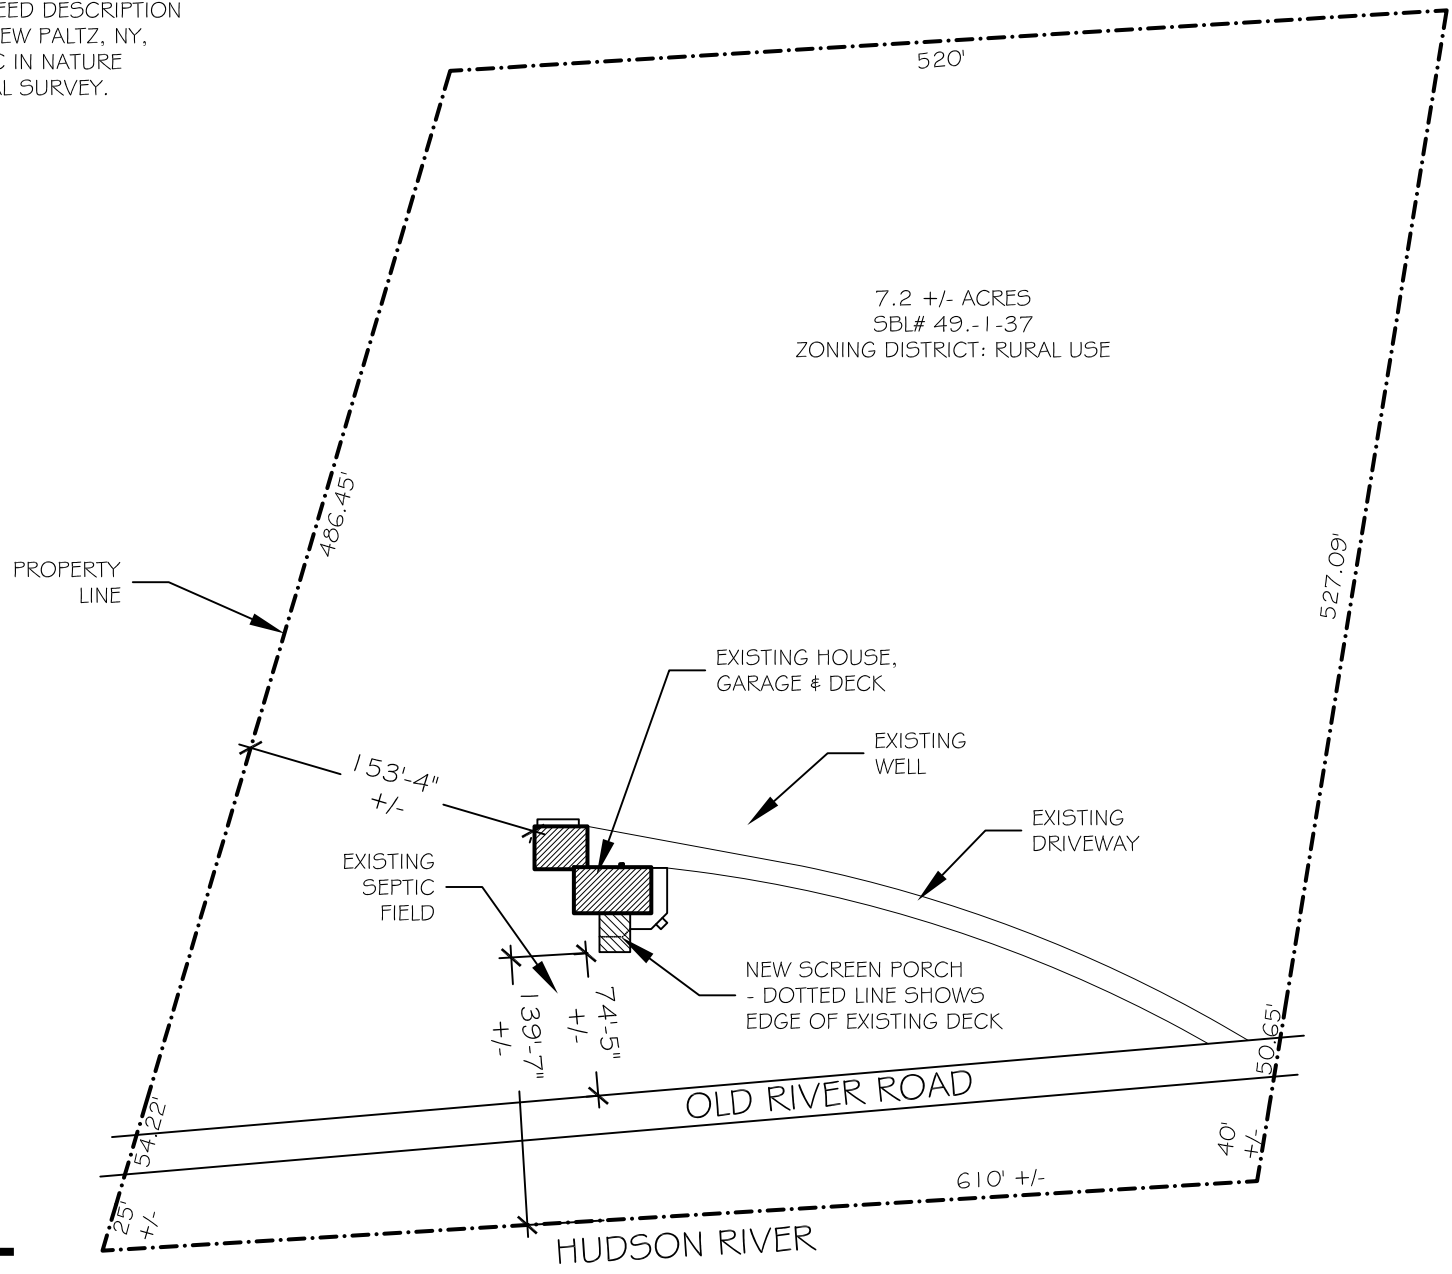 EED DESCRIPTION
EW PALTZ, NY,
C IN NATURE
AL SURVEY.
520'
7.2 +/- ACRES
SBL# 49.-1-37
ZONING DISTRICT: RURAL USE
486.45'
527.09'
PROPERTY
LINE
EXISTING HOUSE,
GARAGE & DECK
EXISTING
WELL
153'-4"
+/-
EXISTING
DRIVEWAY
EXISTING
SEPTIC
FIELD
NEW SCREEN PORCH
- DOTTED LINE SHOWS
EDGE OF EXISTING DECK
74'-5"
+/-
139'-7"
+/-
50.65'
OLD RIVER ROAD
54.22'
40'
+/-
610' +/-
25'
+/-
HUDSON RIVER